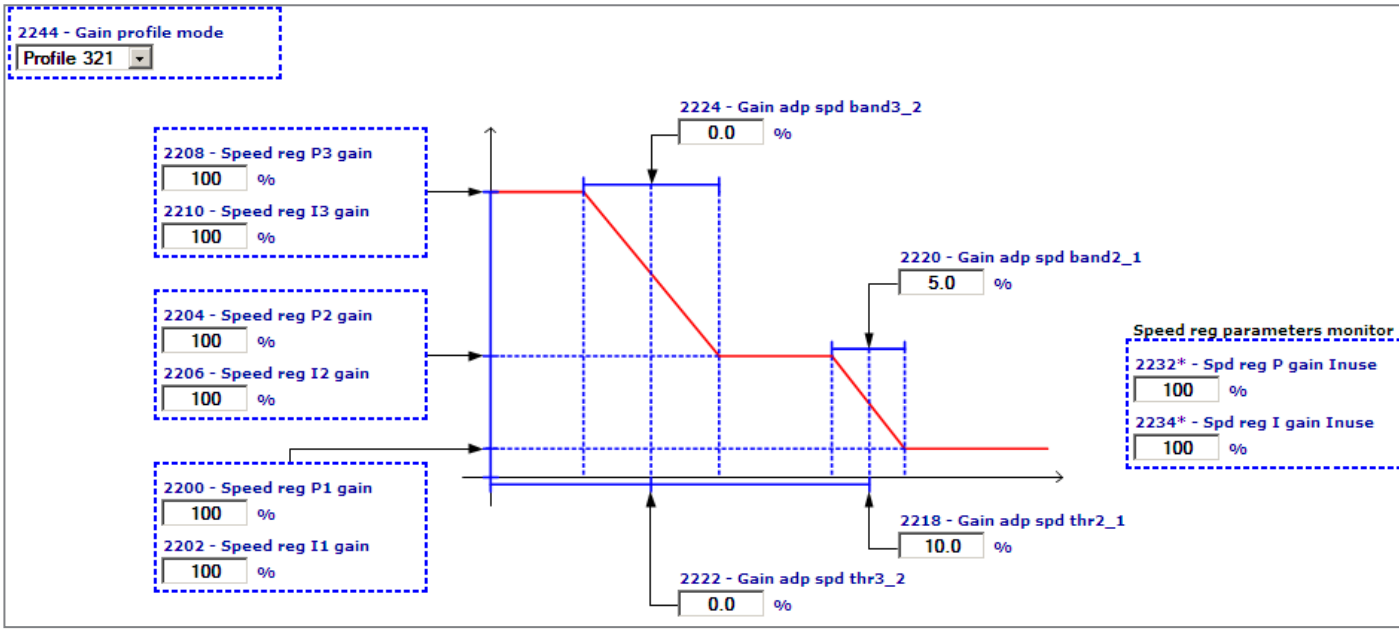 2244 - Gain profile mode
Profile 321
2224 - Gain adp spd band3_2
0.0 %
2208 - Speed reg P3 gain
100 %
2210 - Speed reg I3 gain
100 %
2220 - Gain adp spd band2_1
5.0 %
2204 - Speed reg P2 gain
100 %
2206 - Speed reg I2 gain
100 %
Speed reg parameters monitor
2232* - Spd reg P gain Inuse
100 %
2234* - Spd reg I gain Inuse
100 %
2200 - Speed reg P1 gain
100 %
2202 - Speed reg I1 gain
100 %
2218 - Gain adp spd thr2_1
10.0 %
2222 - Gain adp spd thr3_2
0.0 %